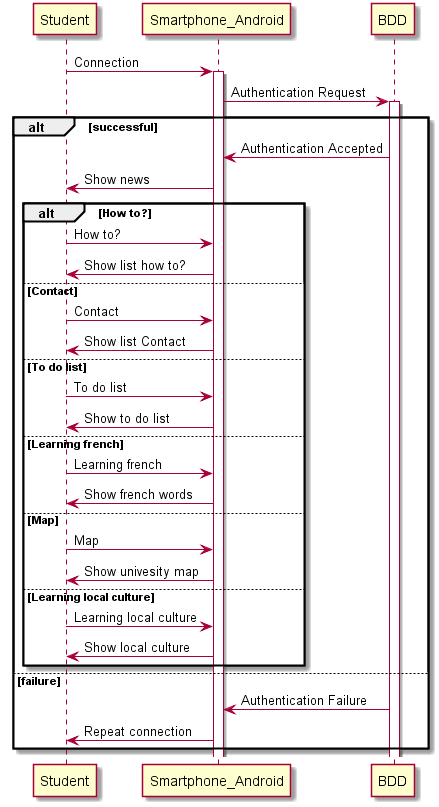 Student Smartphone_Android BDD
Connection
Authentication Request
alt [successful]
Authentication Accepted
Show news
alt [How to?]
How to?
Show list how to?
[Contact]
Contact
Show list Contact
[To do list]
To do list
Show to do list
[Learning french]
Learning french
Show french words
[Map]
Map
Show univesity map
[Learning local culture]
Learning local culture
Show local culture
[failure]
Authentication Failure
Repeat connection
Student Smartphone_Android BDD